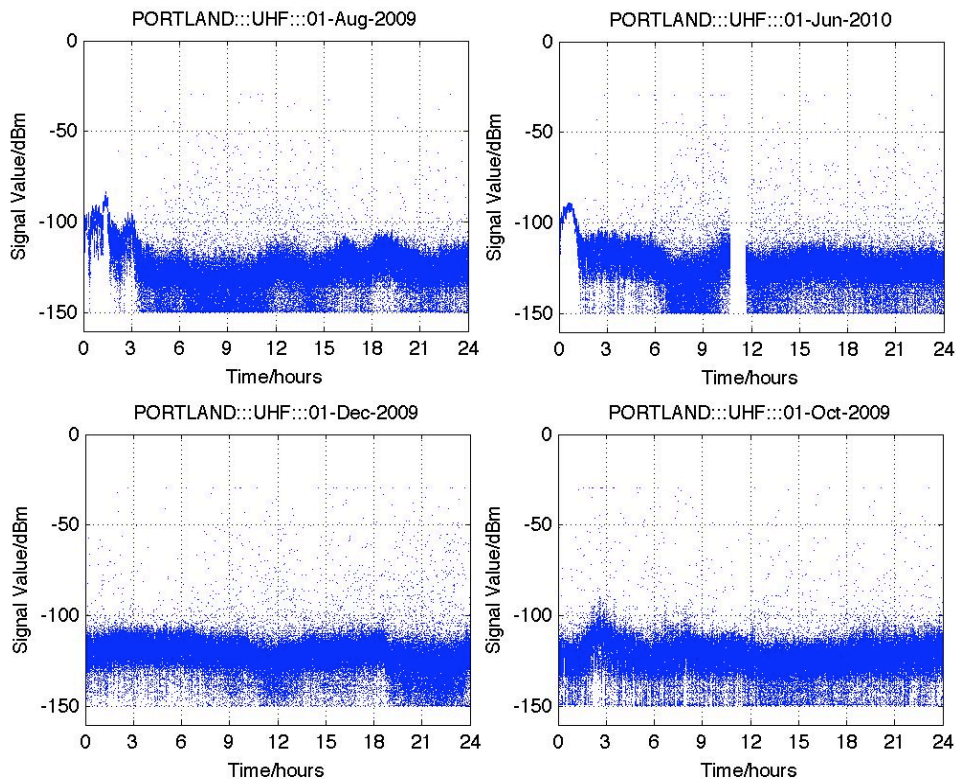 PORTLAND:::UHF:::01-Aug-2009
0
-50
-100
-150
Signal Value/dBm
0 3 6 9 12 15 18 21 24
Time/hours
PORTLAND:::UHF:::01-Jun-2010
0
-50
-100
-150
Signal Value/dBm
0 3 6 9 12 15 18 21 24
Time/hours
PORTLAND:::UHF:::01-Dec-2009
0
-50
-100
-150
Signal Value/dBm
0 3 6 9 12 15 18 21 24
Time/hours
PORTLAND:::UHF:::01-Oct-2009
0
-50
-100
-150
Signal Value/dBm
0 3 6 9 12 15 18 21 24
Time/hours